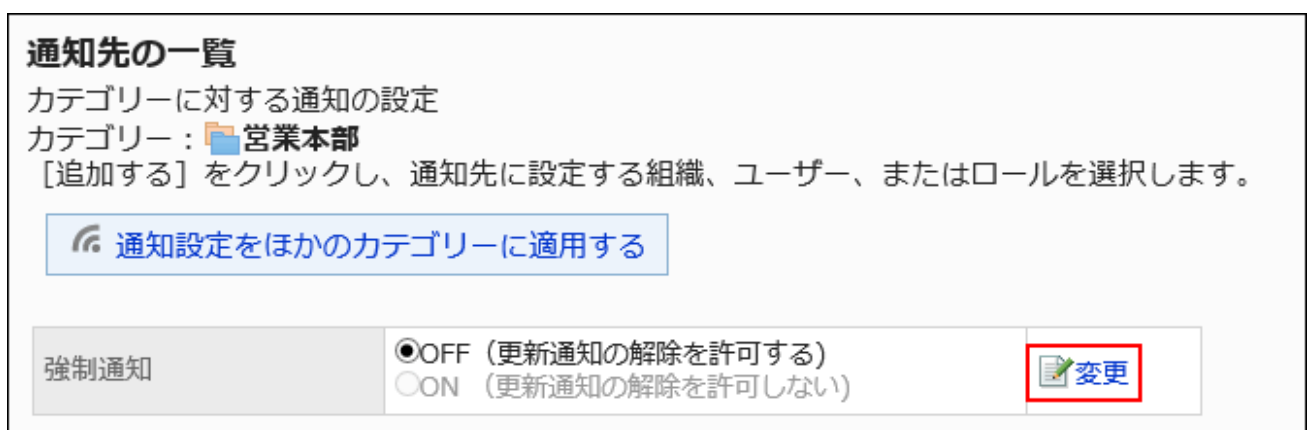 通知先の一覧
カテゴリーに対する通知の設定
カテゴリー：営業本部
［追加する］をクリックし、通知先に設定する組織、ユーザー、またはロールを選択します。
通知設定をほかのカテゴリーに適用する
強制通知
OFF（更新通知の解除を許可する)
ON （更新通知の解除を許可しない)
変更